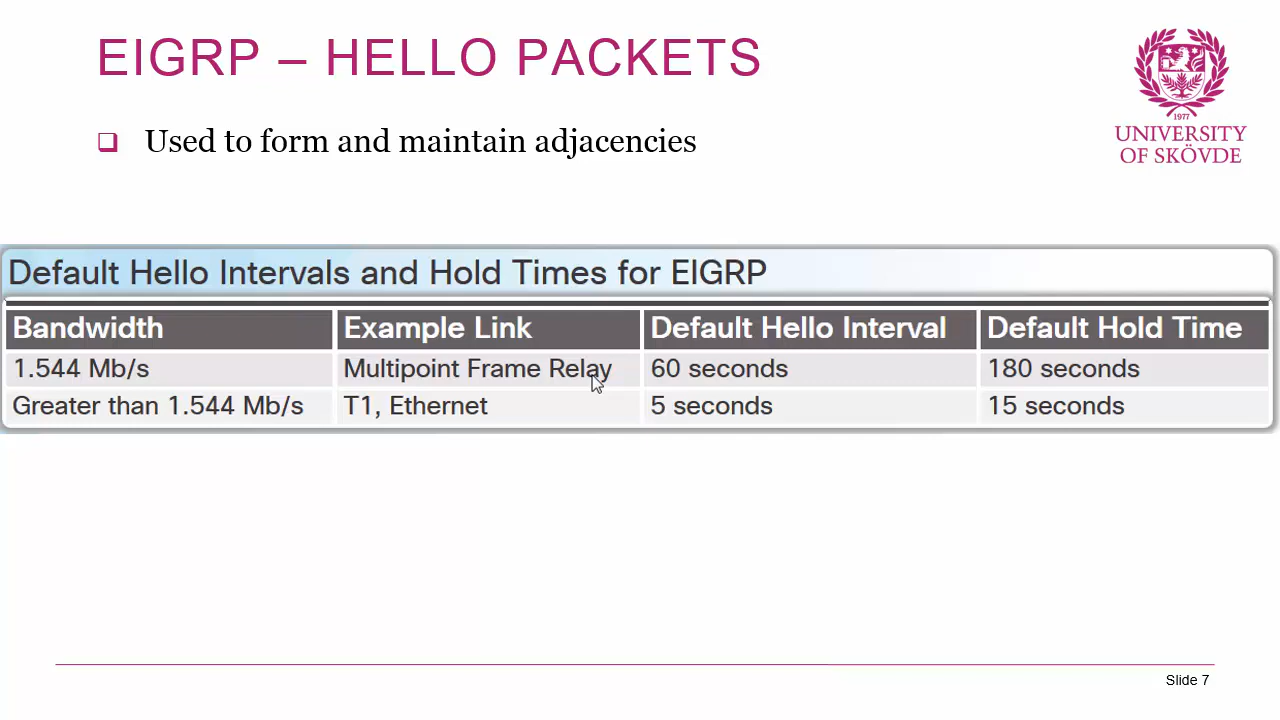 EIGRP – HELLO PACKETS
Used to form and maintain adjacencies
1977
UNIVERSITY
OF SKÖVDE
Default Hello Intervals and Hold Times for EIGRP
Bandwidth Example Link Default Hello Interval Default Hold Time
1.544 Mb/s Multipoint Frame Relay 60 seconds 180 seconds
Greater than 1.544 Mb/s T1, Ethernet 5 seconds 15 seconds
Slide 7